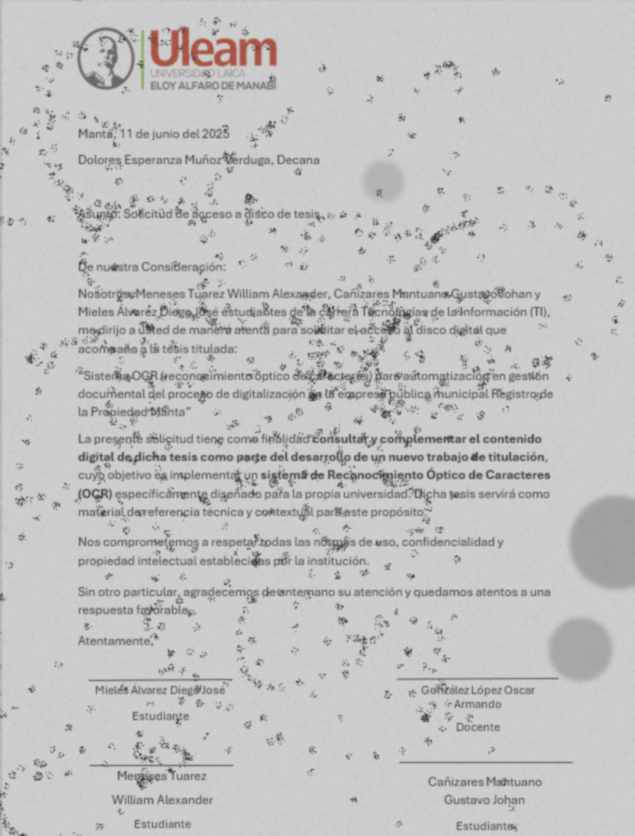 Uleam
UNIVERSIDAD LAICA
ELOY ALFARO DE MANABÍ
Manta, 11 de junio del 2025
Dolores Esperanza Muñoz Verduga, Decana
Asunto: Solicitud de acceso a disco de tesis.
De nuestra Consideración:
Nosotros, Meneses Tuarez William Alexander, Cañizares Mantuano Gustavo Johan y
Mieles Álvarez Diego José estudiantes de la carrera Tecnologías de la Información (TI),
me dirijo a usted de manera atenta para solicitar el acceso al disco digital que
acompaña a la tesis titulada:
"Sistema OCR (reconocimiento óptico de caracteres) para automatización en gestión
documental del proceso de digitalización en la empresa pública municipal Registro de
la Propiedad Manta"
La presente solicitud tiene como finalidad consultar y complementar el contenido
digital de dicha tesis como parte del desarrollo de un nuevo trabajo de titulación,
cuyo objetivo es implementar un sistema de Reconocimiento Óptico de Caracteres
(OCR) específicamente diseñado para la propia universidad. Dicha tesis servirá como
material de referencia técnica y contextual para este propósito.
Nos comprometemos a respetar todas las normas de uso, confidencialidad y
propiedad intelectual establecidas por la institución.
Sin otro particular, agradecemos de antemano su atención y quedamos atentos a una
respuesta favorable.
Atentamente,
Mieles Álvarez Diego José
Estudiante
González López Oscar
Armando
Docente
Meneses Tuarez
William Alexander
Estudiante
Cañizares Mantuano
Gustavo Johan
Estudiante